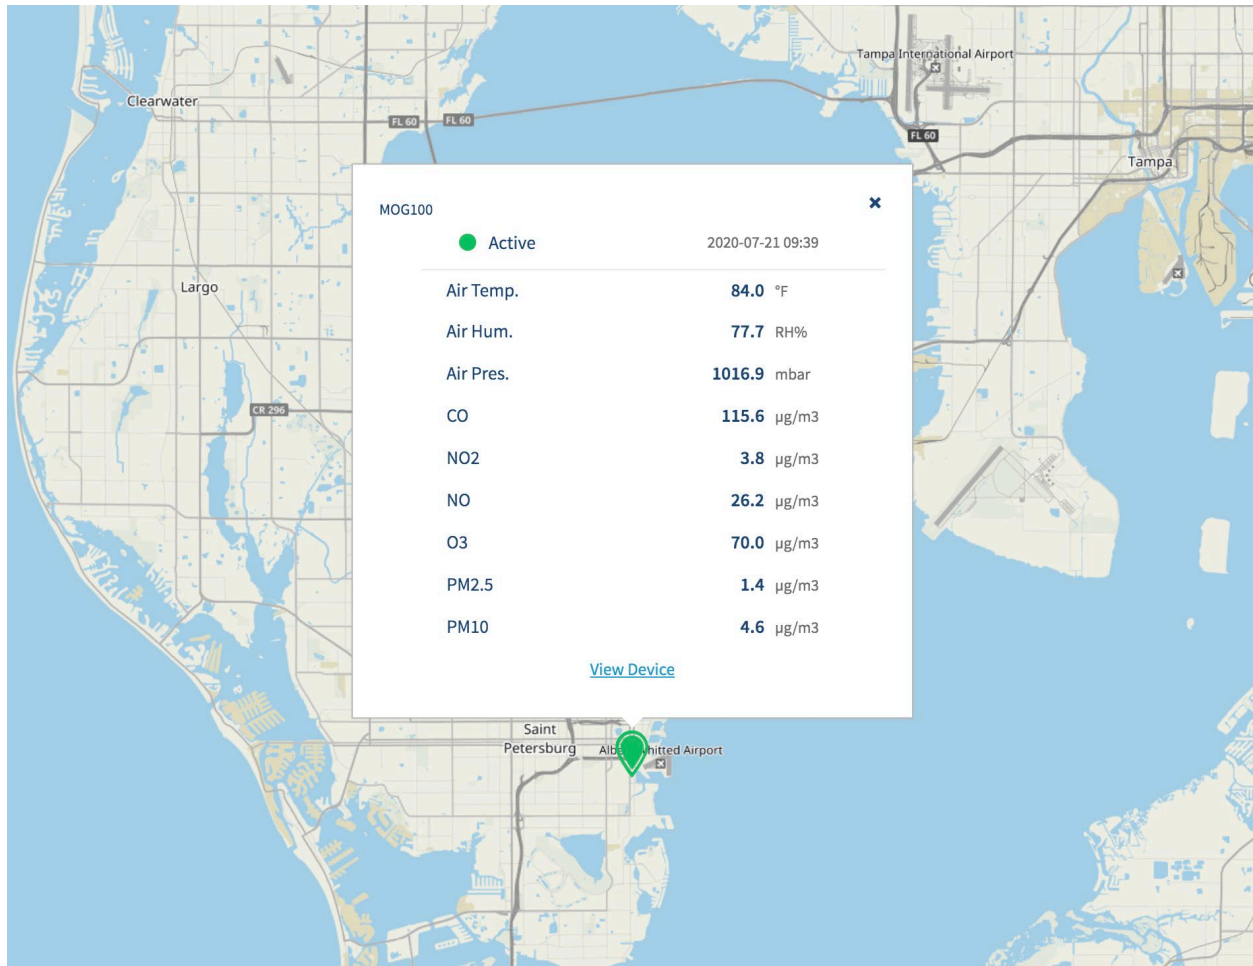 Tampa International Airport
Clearwater
FL 60
FL 60
FL 60
Tampa
MOG100
Active 2020-07-21 09:39
Largo
Air Temp. 84.0 °F
Air Hum. 77.7 RH%
Air Pres. 1016.9 mbar
CR 296
CO 115.6 µg/m3
NO2 3.8 µg/m3
NO 26.2 µg/m3
O3 70.0 µg/m3
PM2.5 1.4 µg/m3
PM10 4.6 µg/m3
View Device
Saint
Petersburg
Airport